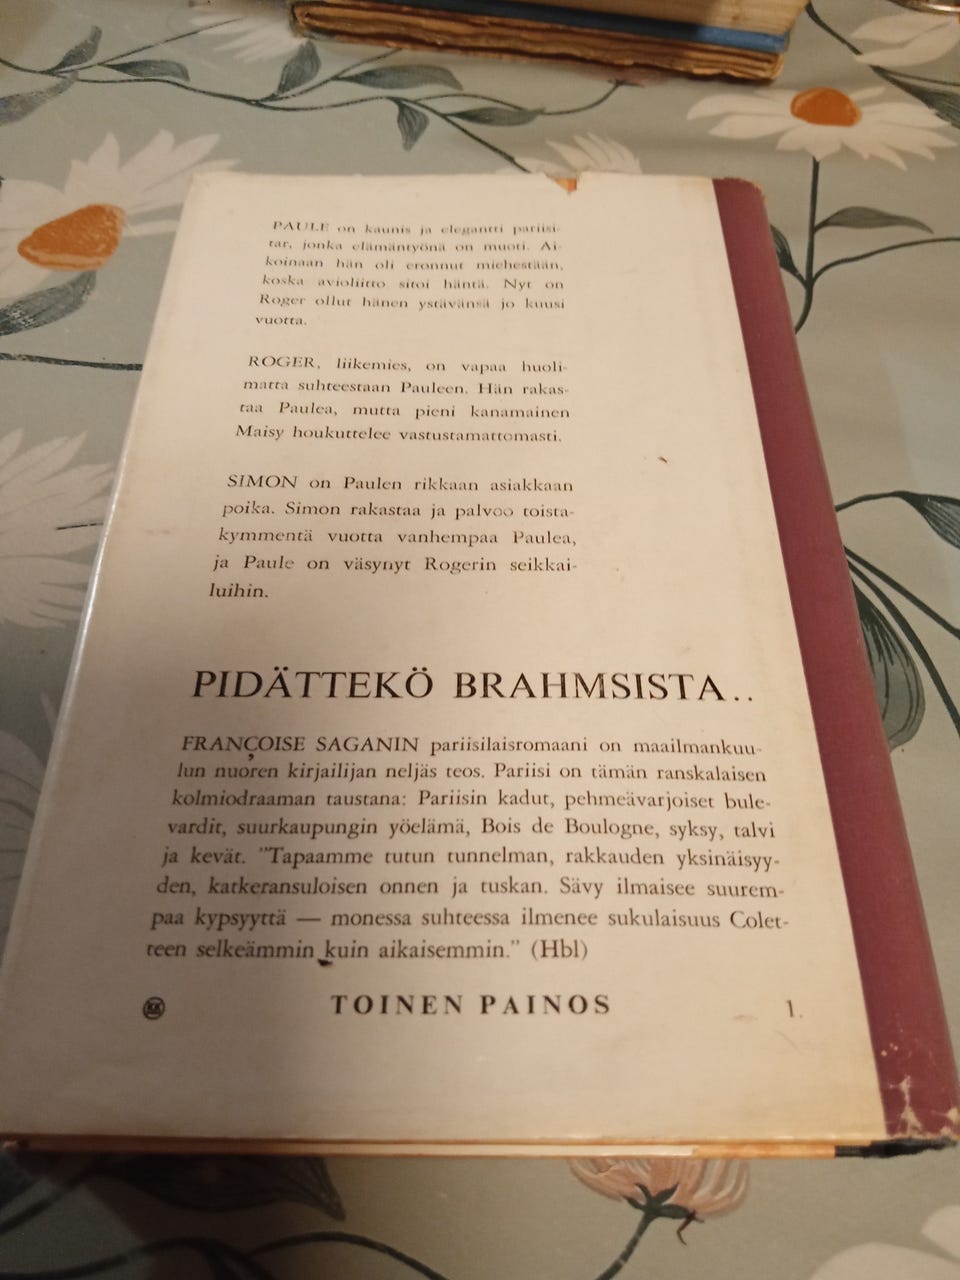 PAULE on kaunis ja elegantti pariisi-
tar, jonka elämäntyönä on muoti. Ai-
koinaan hän oli eronnut miehestään,
koska avioliitto sitoi häntä. Nyt on
Roger ollut hänen ystävänsä jo kuusi
vuotta.
ROGER, liikemies, on vapaa huoli-
matta suhteestaan Pauleen. Hän rakas-
taa Paulea, mutta pieni kanamainen
Maisy houkuttelee vastustamattomasti.
SIMON on Paulen rikkaan asiakkaan
poika. Simon rakastaa ja palvoo toista-
kymmentä vuotta vanhempaa Paulea,
ja Paule on väsynyt Rogerin seikkai-
luihin.
PIDÄTTEKÖ BRAHMSISTA..
FRANÇOISE SAGANIN pariisilaisromaani on maailmankuu-
lun nuoren kirjailijan neljäs teos. Pariisi on tämän ranskalaisen
kolmiodraaman taustana: Pariisin kadut, pehmeävarjoiset bule-
vardit, suurkaupungin yöelämä, Bois de Boulogne, syksy, talvi
ja kevät. "Tapaamme tutun tunnelman, rakkauden yksinäisyy-
den, katkeransuloisen onnen ja tuskan. Sävy ilmaisee suurem-
paa kypsyyttä — monessa suhteessa ilmenee sukulaisuus Colet-
teen selkeämmin kuin aikaisemmin." (Hbl)
KK TOINEN PAINOS 1.